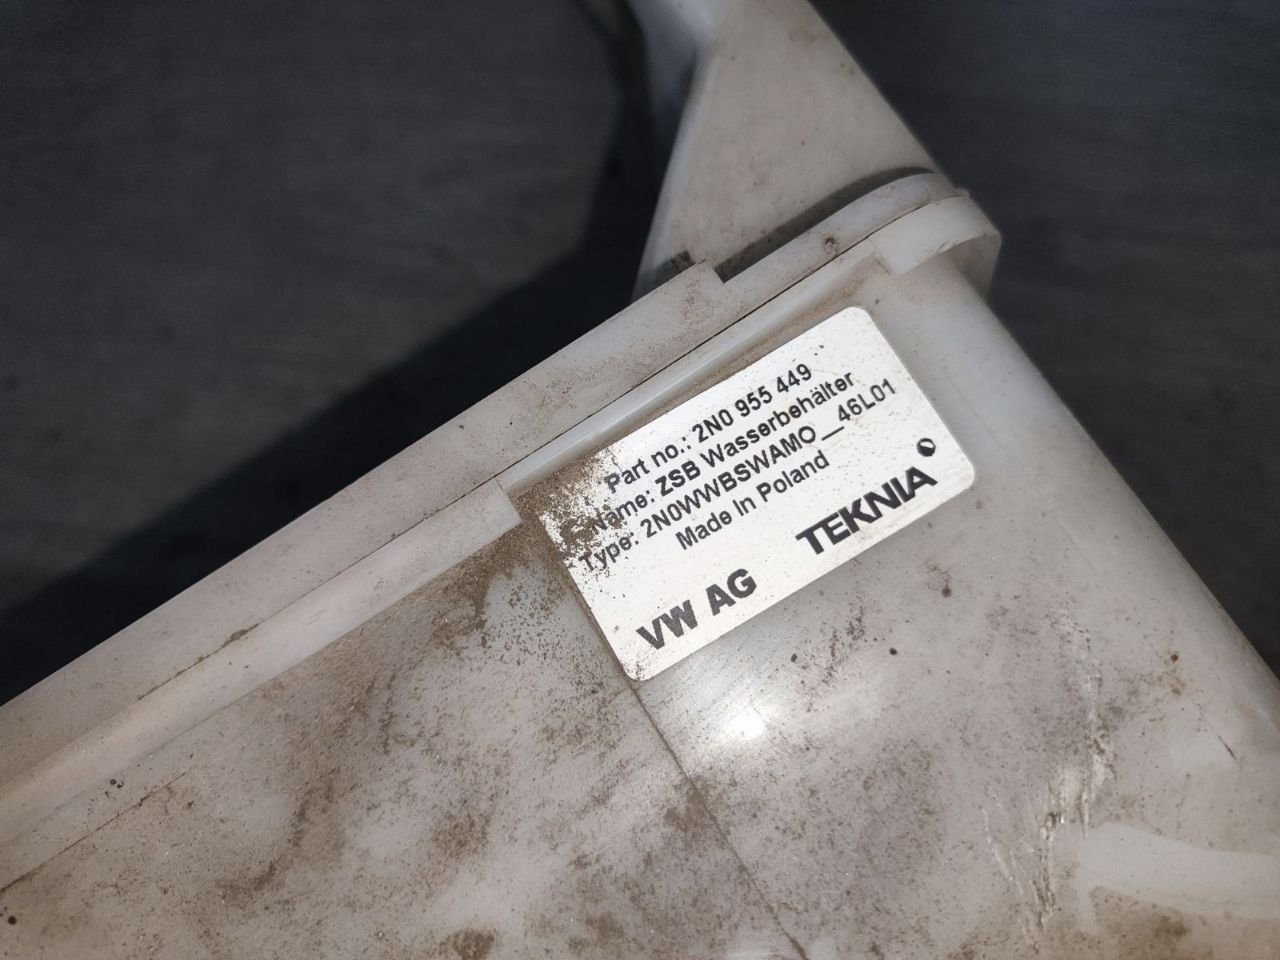 Part no.: 2N0 955 449
Name: ZSB Wasserbehälter
Type: 2N0WWBSWAMO__46L01
Made In Poland
VW AG
TEKNIA